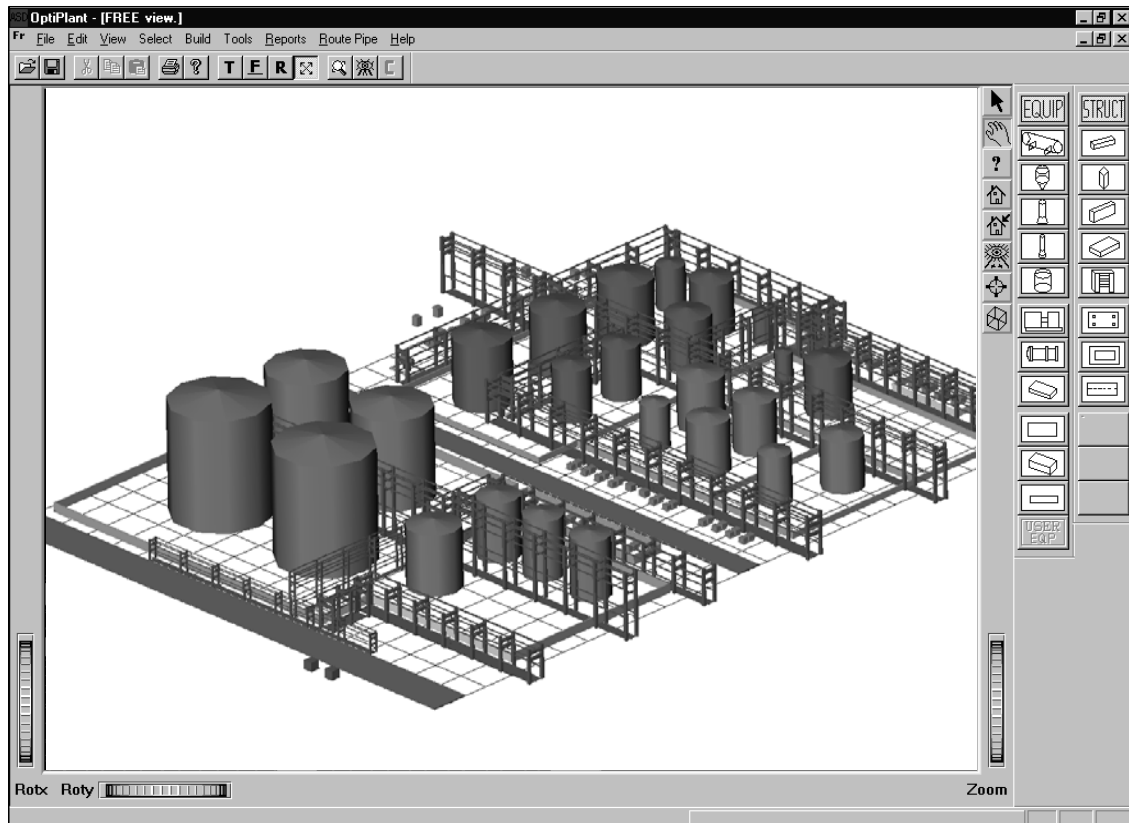 ASD OptiPlant - [FREE view.]
Fr File Edit View Select Build Tools Reports Route Pipe Help
T F R C
EQUIP STRUCT
?
USER
EQP
Rotx Roty Zoom